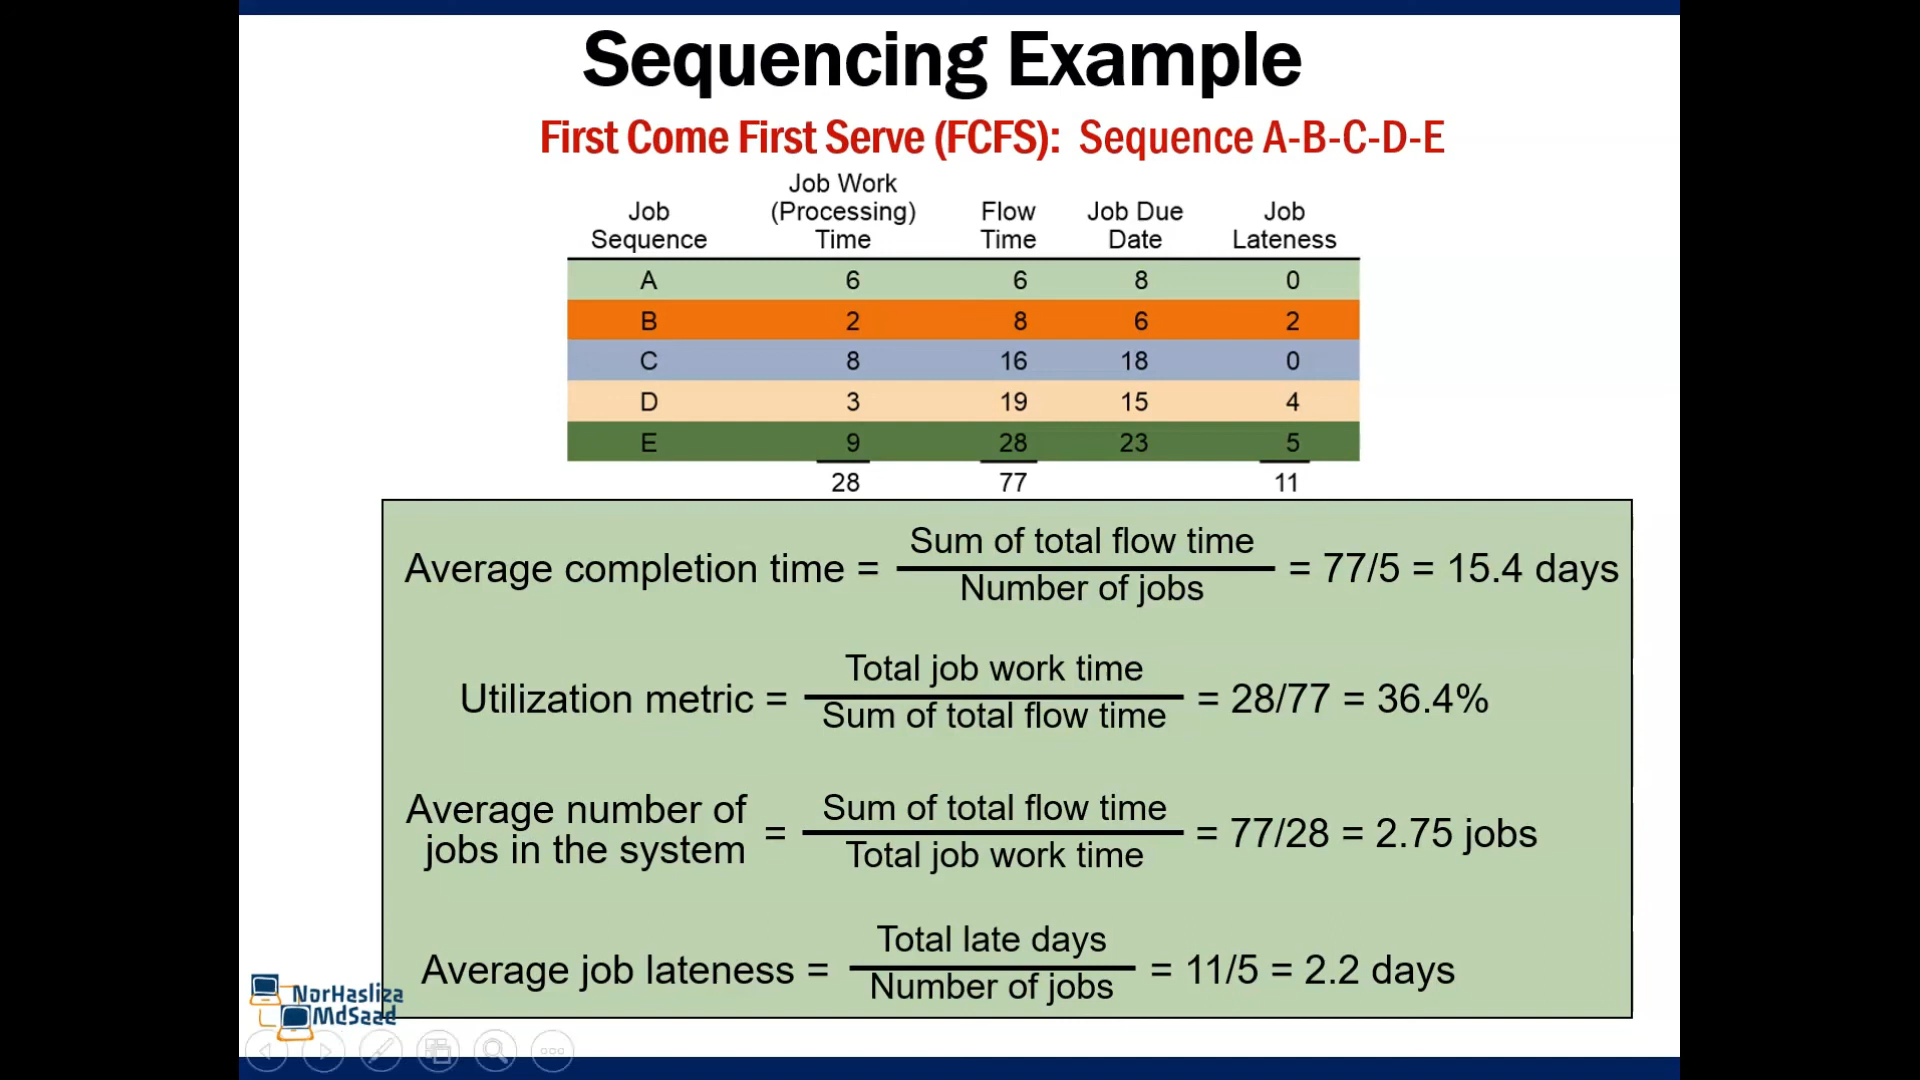 Sequencing Example
First Come First Serve (FCFS): Sequence A-B-C-D-E
Job Sequence Job Work (Processing) Time Flow Time Job Due Date Job Lateness
A 6 6 8 0
B 2 8 6 2
C 8 16 18 0
D 3 19 15 4
E 9 28 23 5
28 77 11
Average completion time = Sum of total flow time / Number of jobs = 77/5 = 15.4 days
Utilization metric = Total job work time / Sum of total flow time = 28/77 = 36.4%
Average number of jobs in the system = Sum of total flow time / Total job work time = 77/28 = 2.75 jobs
Average job lateness = Total late days / Number of jobs = 11/5 = 2.2 days
NorHasliza
MdSaad